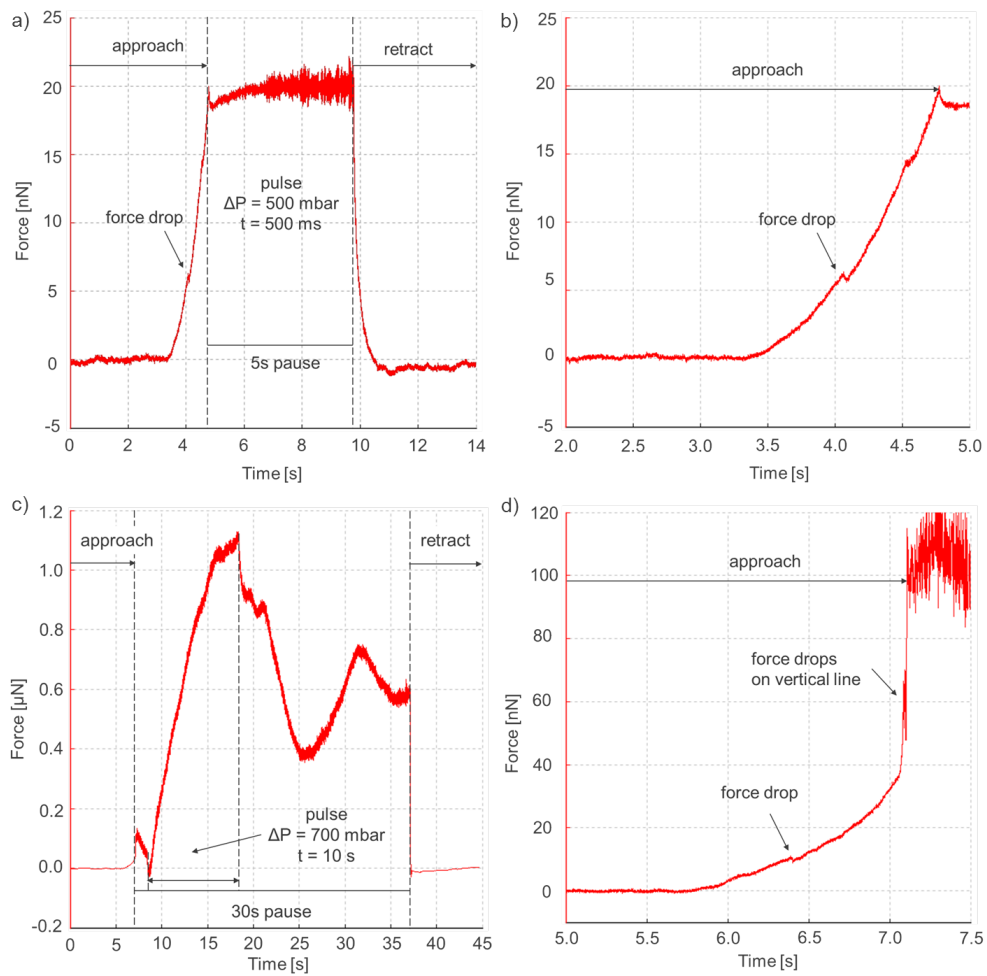 a)
25
20
15
10
5
0
-5
Force [nN]
approach
retract
force drop
pulse
ΔP = 500 mbar
t = 500 ms
5s pause
0 2 4 6 8 10 12 14
Time [s]
b)
25
20
15
10
5
0
-5
Force [nN]
approach
force drop
2.0 2.5 3.0 3.5 4.0 4.5 5.0
Time [s]
c)
1.2
1.0
0.8
0.6
0.4
0.2
0.0
-0.2
Force [µN]
approach
retract
pulse
ΔP = 700 mbar
t = 10 s
30s pause
0 5 10 15 20 25 30 35 40 45
Time [s]
d)
120
100
80
60
40
20
0
Force [nN]
approach
force drops
on vertical line
force drop
5.0 5.5 6.0 6.5 7.0 7.5
Time [s]